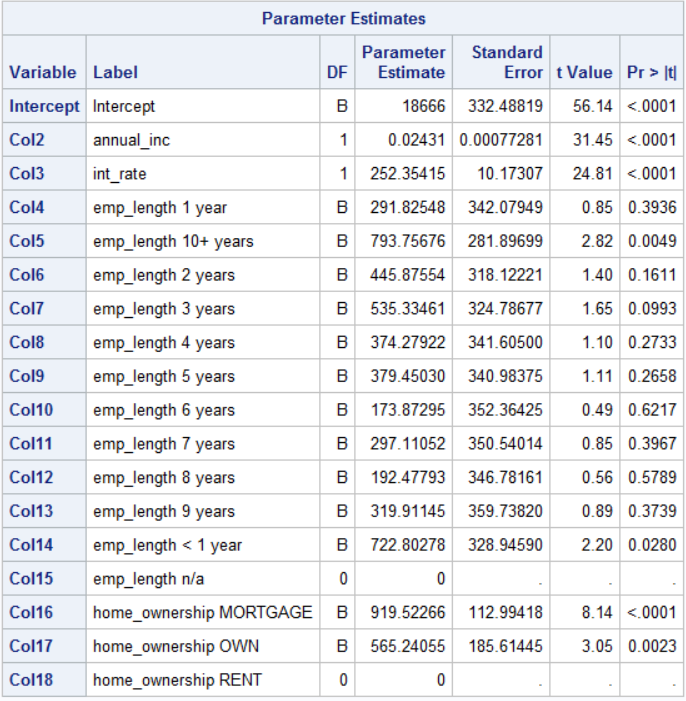 Parameter Estimates
Variable Label DF Parameter Estimate Standard Error t Value Pr > |t|
Intercept Intercept B 18666 332.48819 56.14 <.0001
Col2 annual_inc 1 0.02431 0.00077281 31.45 <.0001
Col3 int_rate 1 252.35415 10.17307 24.81 <.0001
Col4 emp_length 1 year B 291.82548 342.07949 0.85 0.3936
Col5 emp_length 10+ years B 793.75676 281.89699 2.82 0.0049
Col6 emp_length 2 years B 445.87554 318.12221 1.40 0.1611
Col7 emp_length 3 years B 535.33461 324.78677 1.65 0.0993
Col8 emp_length 4 years B 374.27922 341.60500 1.10 0.2733
Col9 emp_length 5 years B 379.45030 340.98375 1.11 0.2658
Col10 emp_length 6 years B 173.87295 352.36425 0.49 0.6217
Col11 emp_length 7 years B 297.11052 350.54014 0.85 0.3967
Col12 emp_length 8 years B 192.47793 346.78161 0.56 0.5789
Col13 emp_length 9 years B 319.91145 359.73820 0.89 0.3739
Col14 emp_length < 1 year B 722.80278 328.94590 2.20 0.0280
Col15 emp_length n/a 0 0 . . .
Col16 home_ownership MORTGAGE B 919.52266 112.99418 8.14 <.0001
Col17 home_ownership OWN B 565.24055 185.61445 3.05 0.0023
Col18 home_ownership RENT 0 0 . . .